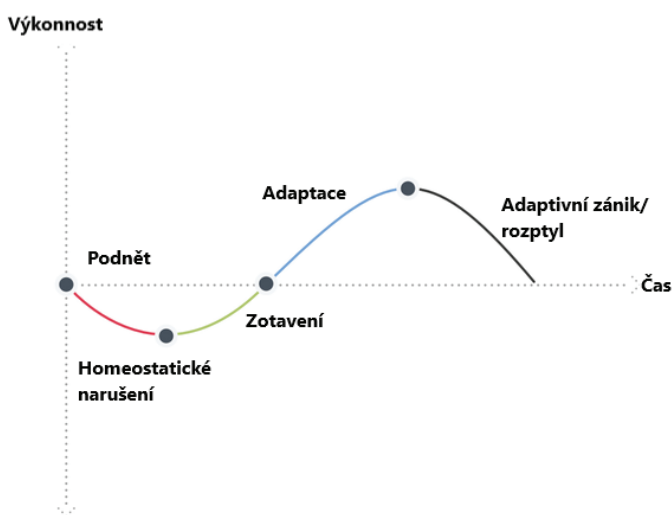 Výkonnost
Adaptace
Adaptivní zánik/
rozptyl
Podnět
Čas
Zotavení
Homeostatické
narušení